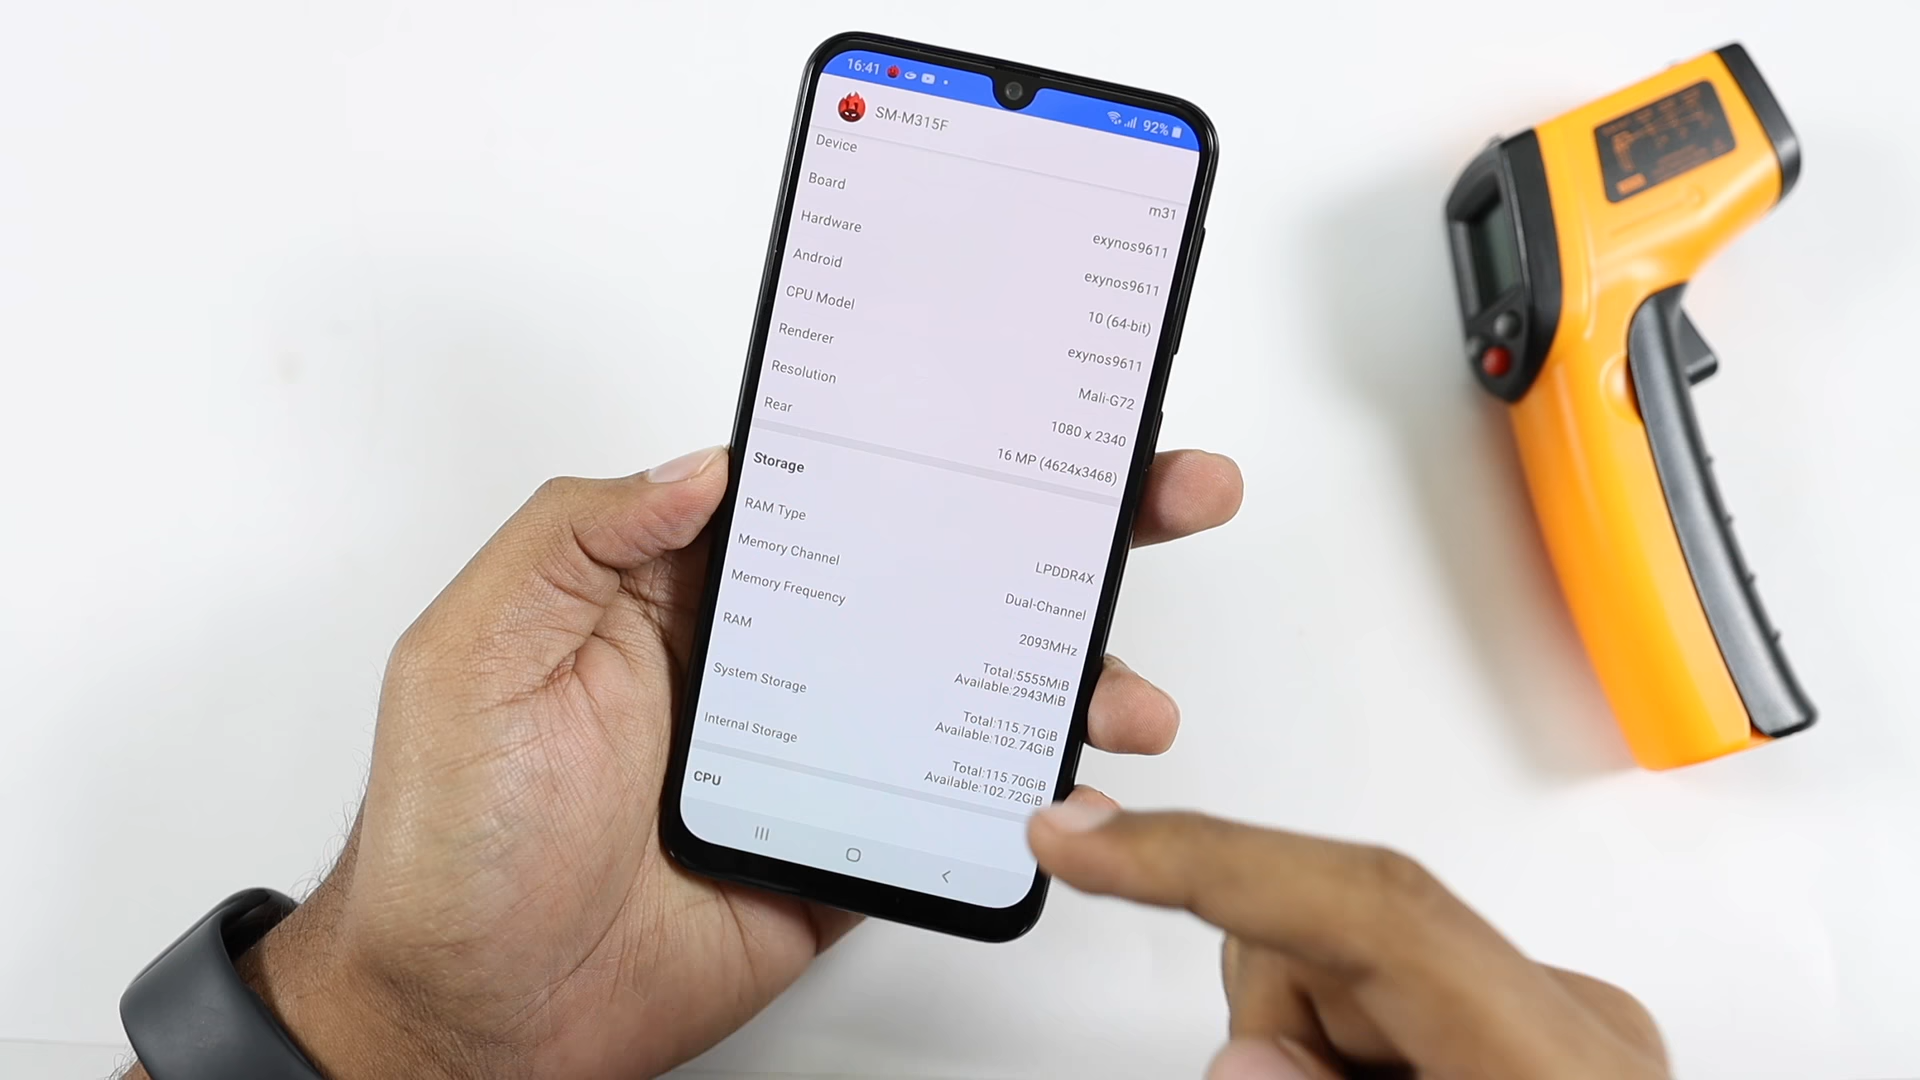 16:41
92%
SM-M315F
Device
m31
Board
exynos9611
Hardware
exynos9611
Android
10 (64-bit)
CPU Model
exynos9611
Renderer
Mali-G72
Resolution
1080 x 2340
Rear
16 MP (4624x3468)
Storage
RAM Type
LPDDR4X
Memory Channel
Dual-Channel
Memory Frequency
2093MHz
RAM
Total:5555MiB
Available:2943MiB
System Storage
Total:115.71GiB
Available:102.74GiB
Internal Storage
Total:115.70GiB
Available:102.72GiB
CPU